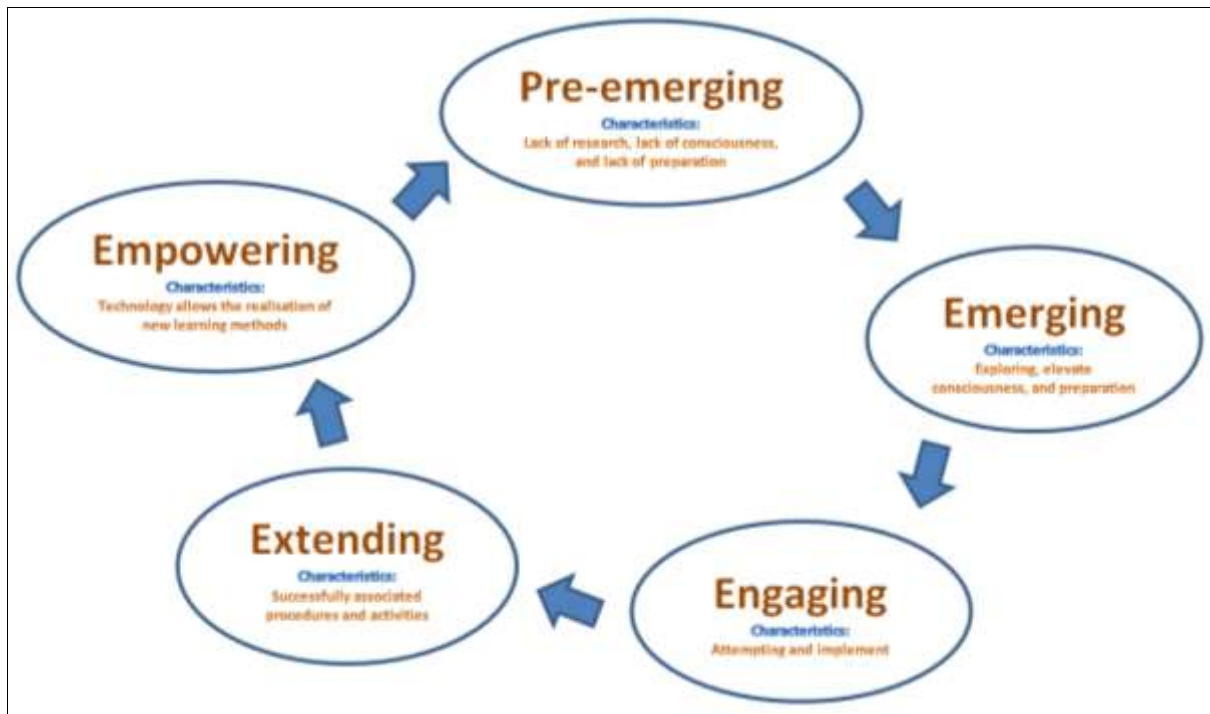 Pre-emerging
Characteristics:
Lack of research, lack of consciousness,
and lack of preparation
Emerging
Characteristics:
Exploring, elevate
consciousness, and preparation
Engaging
Characteristics:
Attempting and implement
Extending
Characteristics:
Successfully associated
procedures and activities
Empowering
Characteristics:
Technology allows the realisation of
new learning methods